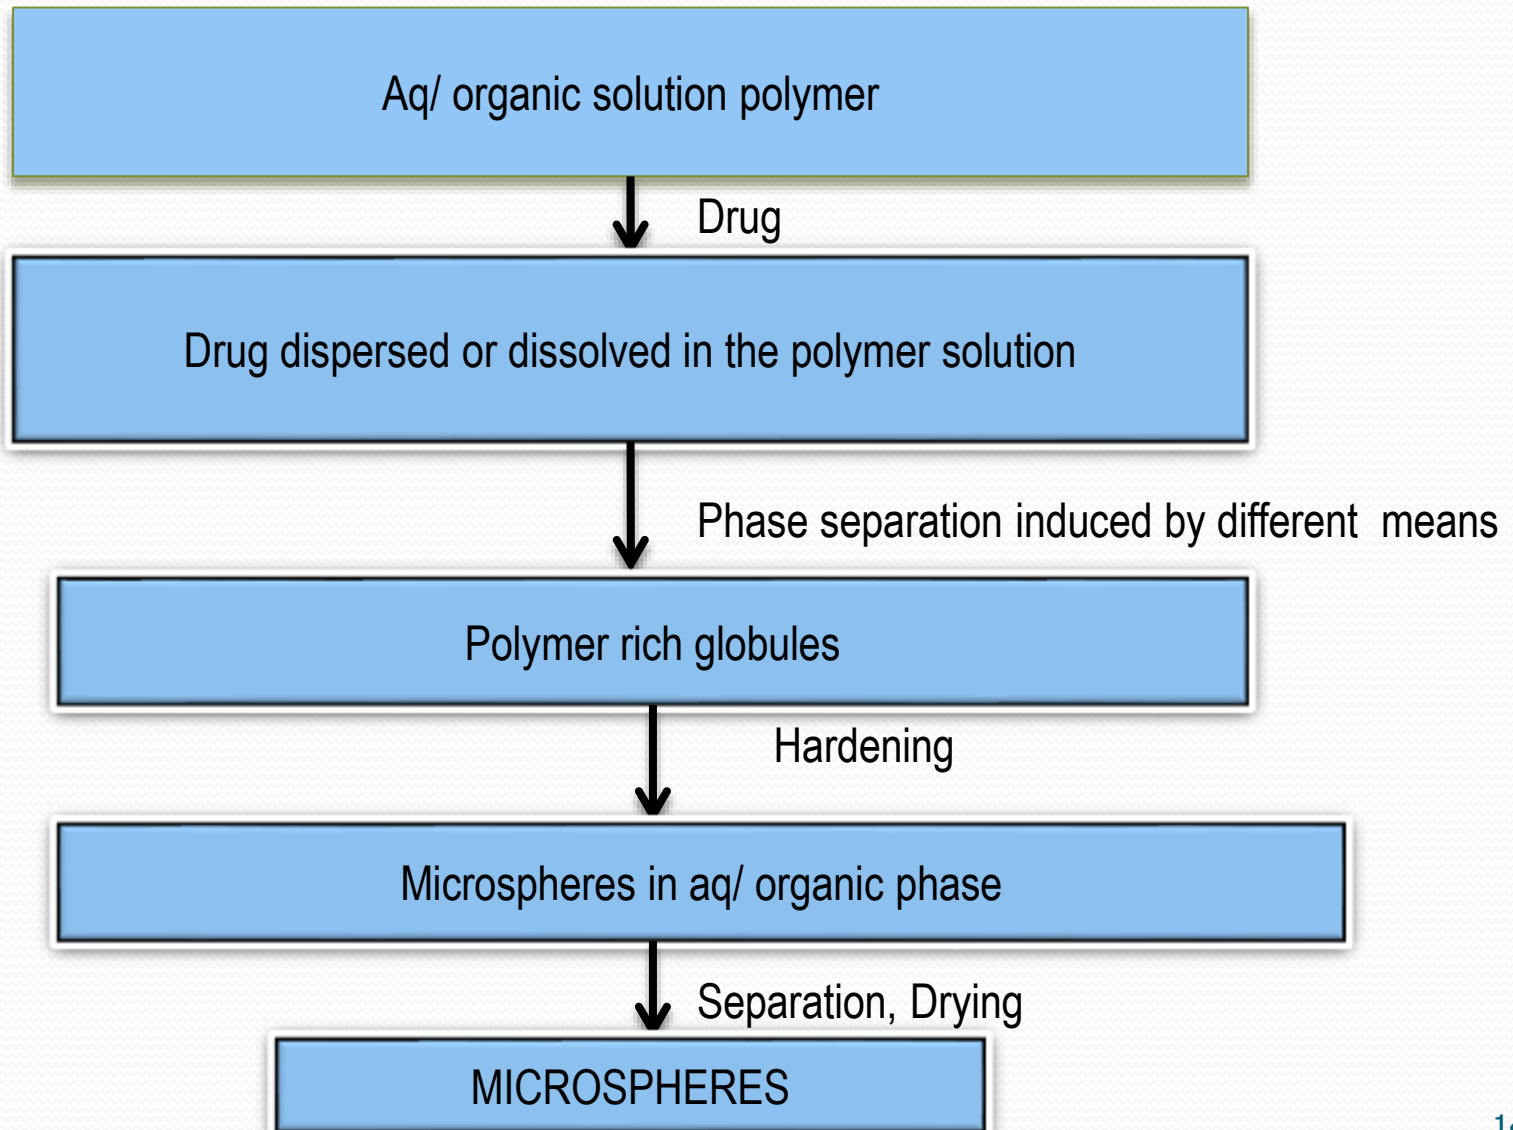 Aq/ organic solution polymer
Drug
Drug dispersed or dissolved in the polymer solution
Phase separation induced by different  means
Polymer rich globules
Hardening
Microspheres in aq/ organic phase
Separation, Drying
MICROSPHERES